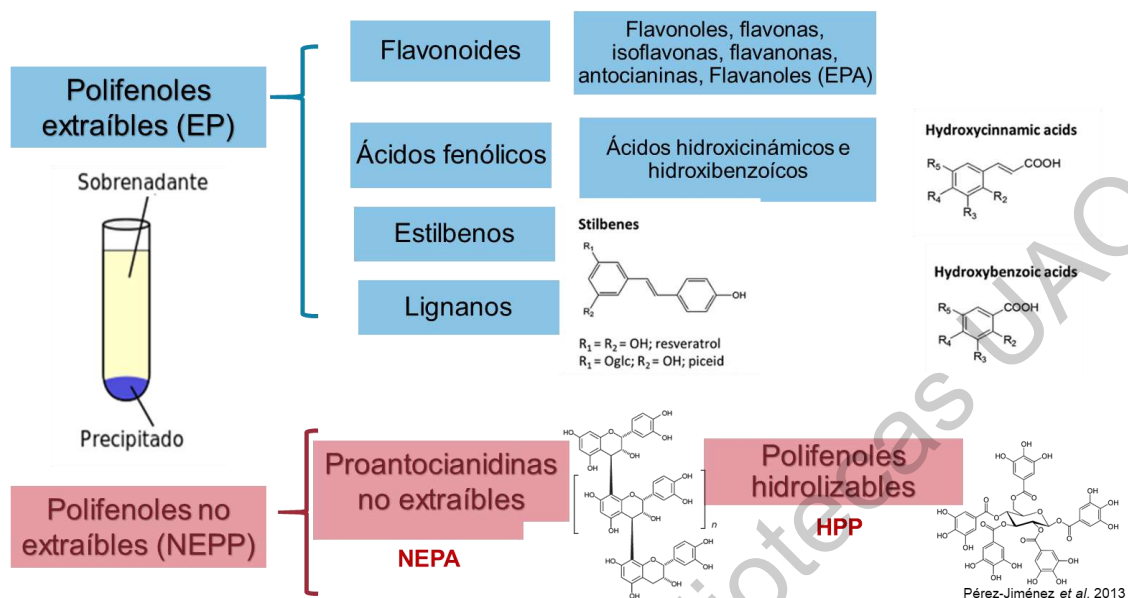 Polifenoles
extraíbles (EP)
Flavonoides
Flavonoles, flavonas,
isoflavonas, flavanonas,
antocianinas, Flavanoles (EPA)
Ácidos fenólicos
Ácidos hidroxicinámicos e
hidroxibenzoícos
Hydroxycinnamic acids
R5
R4
R3
R2
COOH
Sobrenadante
Precipitado
Estilbenos
Stilbenes
R1
R2
OH
R1 = R2 = OH; resveratrol
R1 = Oglc; R2 = OH; piceid
Lignanos
Hydroxybenzoic acids
R5
R4
R3
R2
COOH
Polifenoles no
extraíbles (NEPP)
Proantocianidinas
no extraíbles
NEPA
n
Polifenoles
hidrolizables
HPP
Pérez-Jiménez et al. 2013